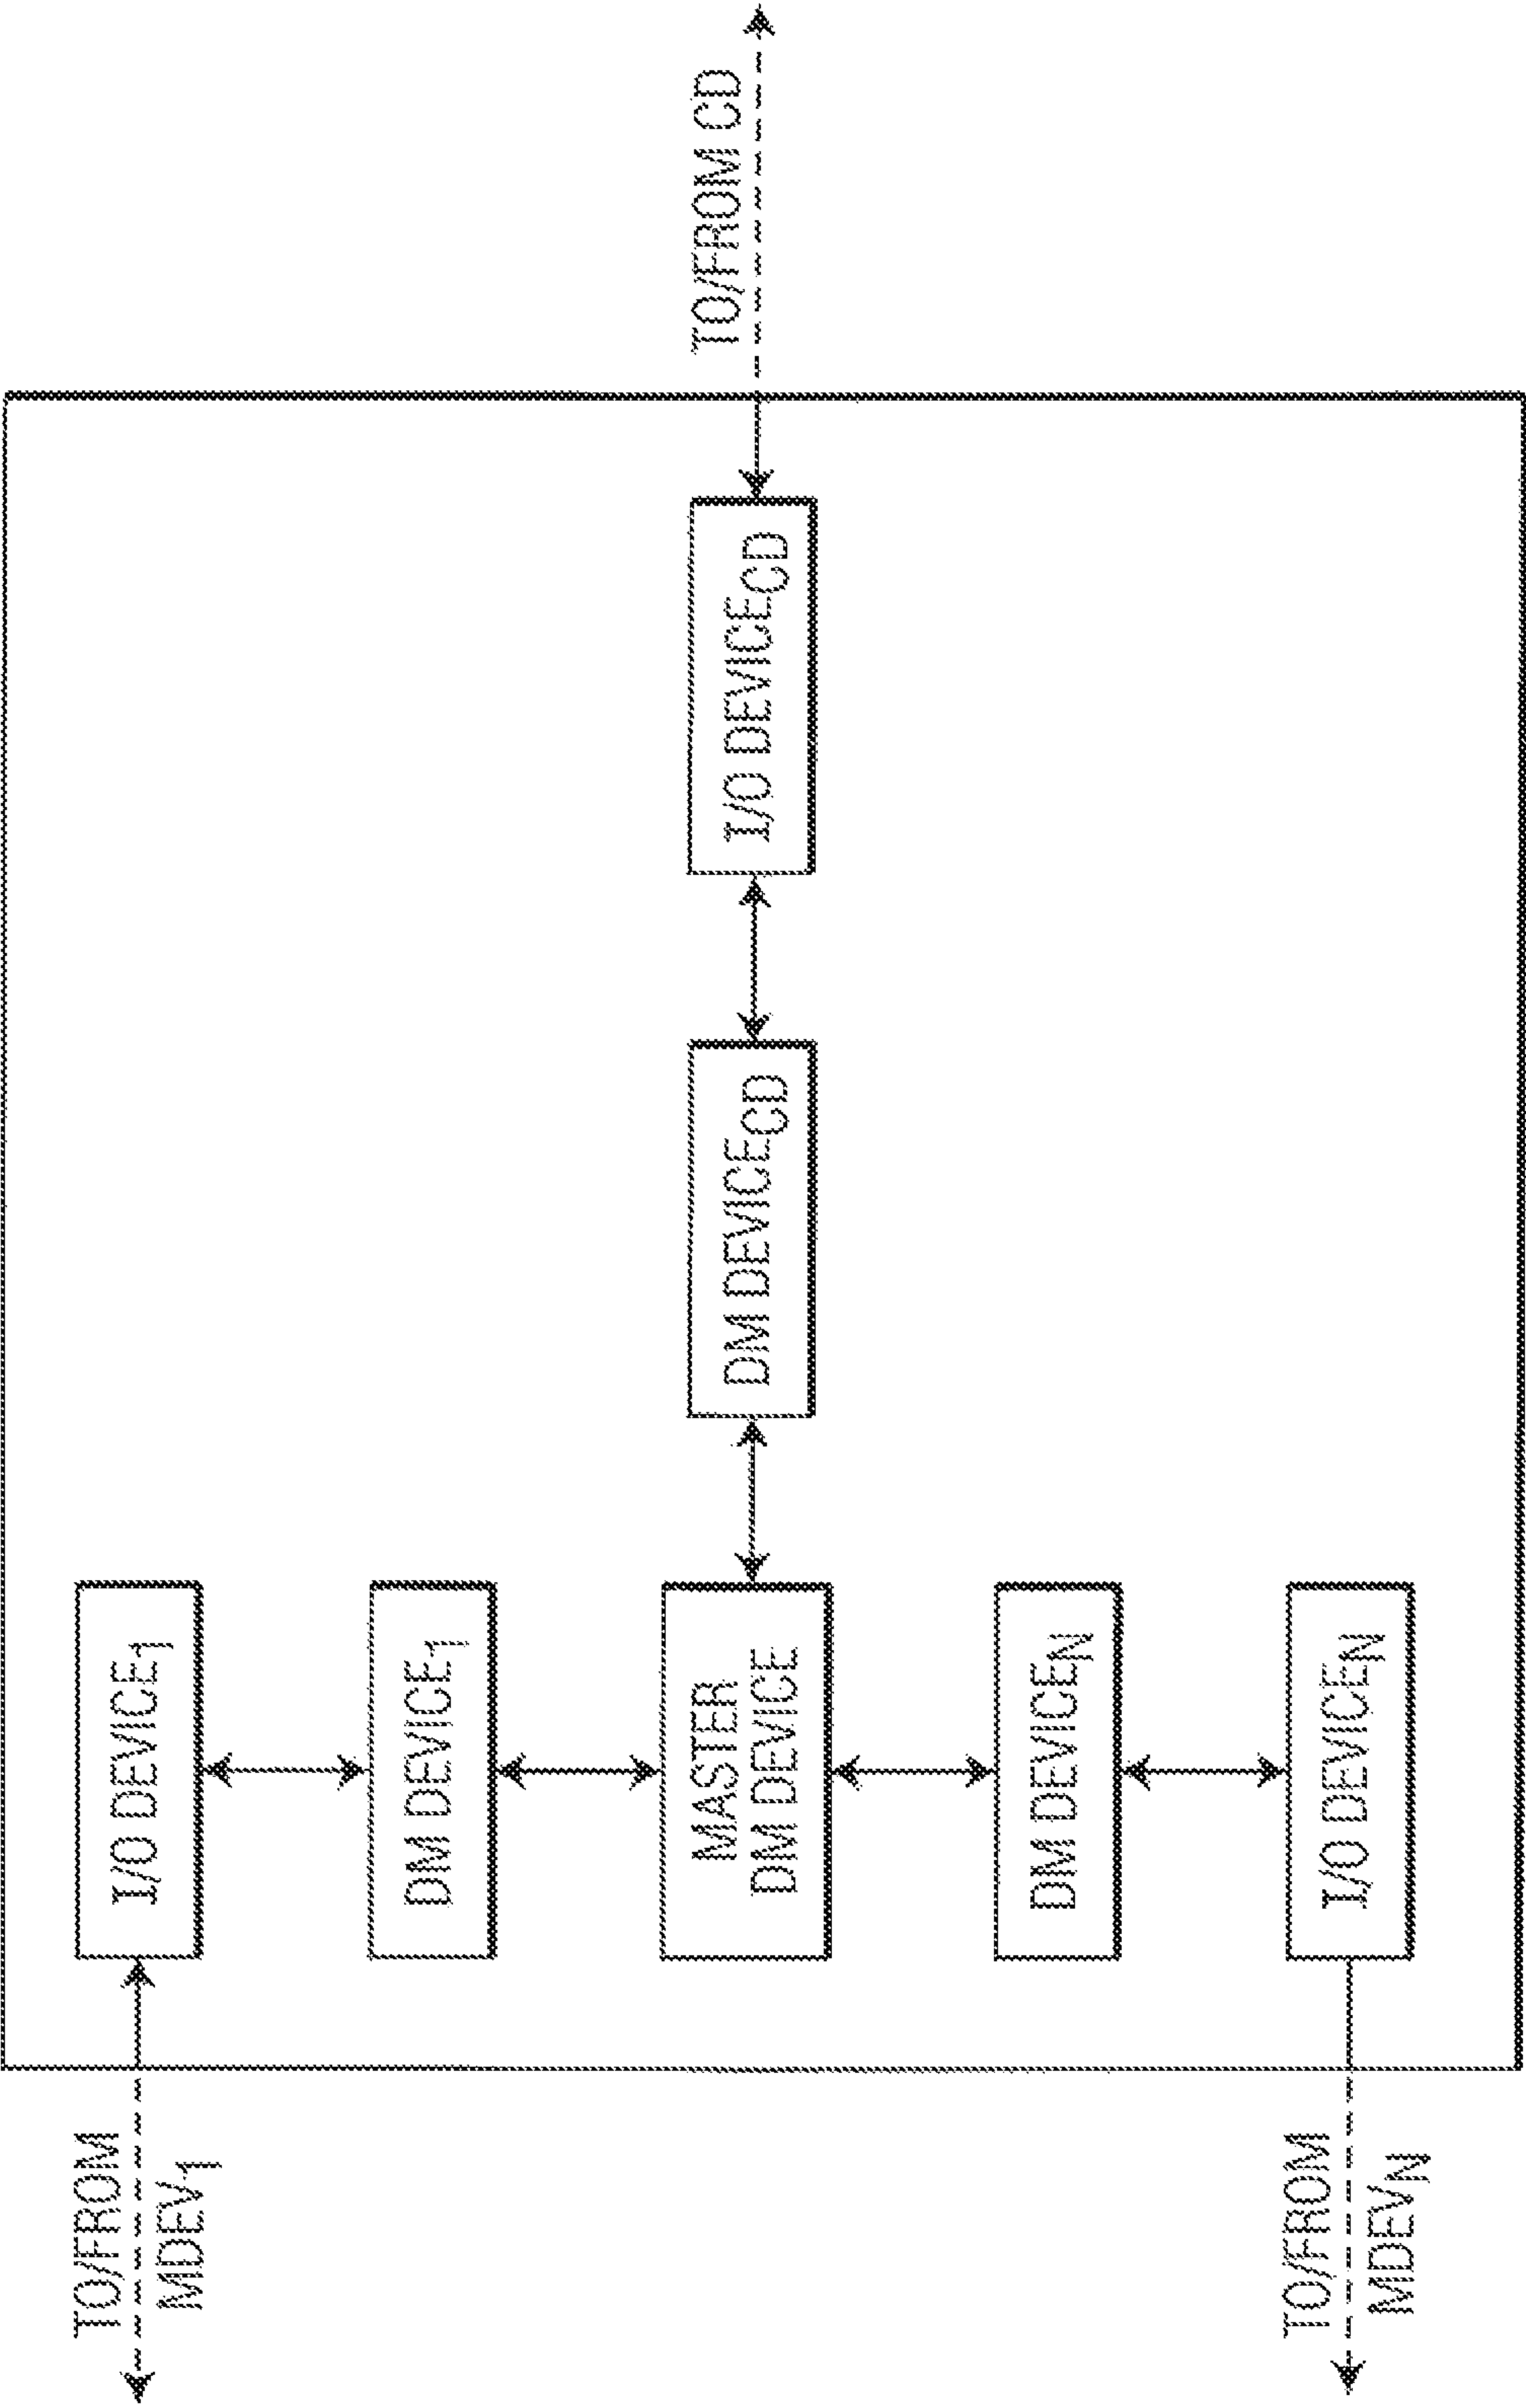 TO/FROM
MDEV1
I/O DEVICE1
DM DEVICE1
MASTER
DM DEVICE
DM DEVICECD
I/O DEVICECD
TO/FROM CD
DM DEVICEN
I/O DEVICEN
TO/FROM
MDEVN